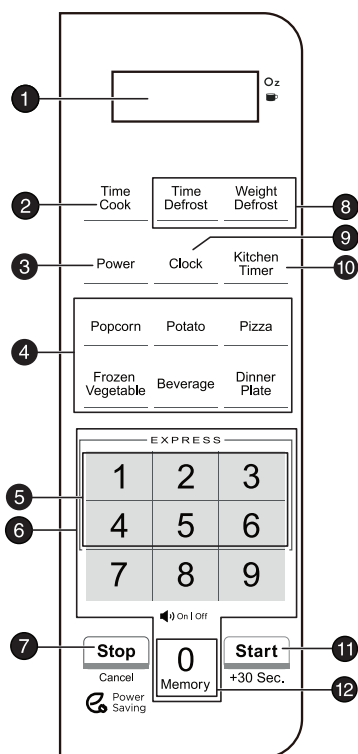 1
Oz
Time Cook
Time Defrost
Weight Defrost
2
8
9
3
Power
Clock
Kitchen Timer
10
4
Popcorn
Potato
Pizza
Frozen Vegetable
Beverage
Dinner Plate
EXPRESS
5
6
1 2 3
4 5 6
7 8 9
On | Off
7
Stop
0
Start
11
Cancel
Memory
+30 Sec.
12
Power Saving